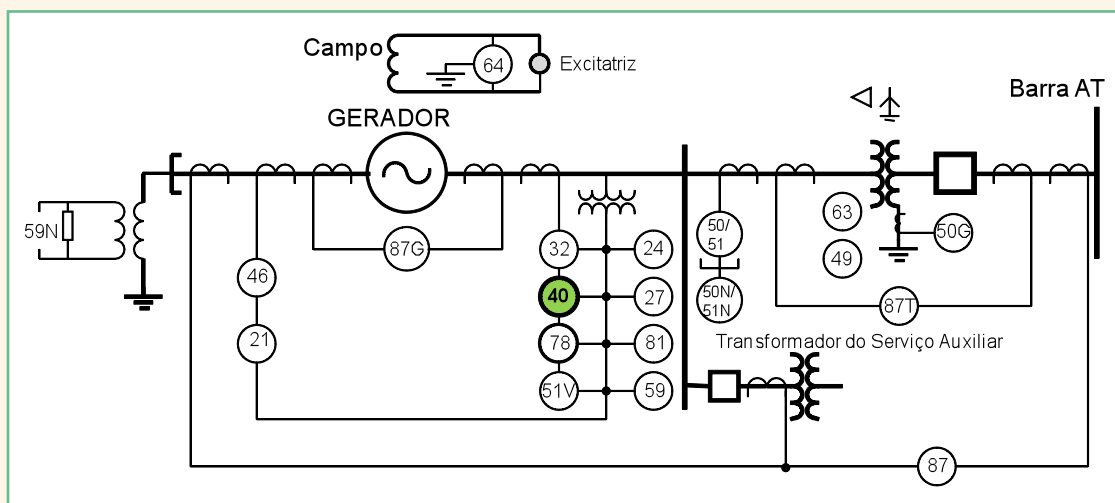 Campo
64
Excitatriz
GERADOR
Barra AT
59N
50/
51
63
50G
32
24
87G
46
49
40
27
50N/
51N
87T
21
78
81
Transformador do Serviço Auxiliar
51V
59
87